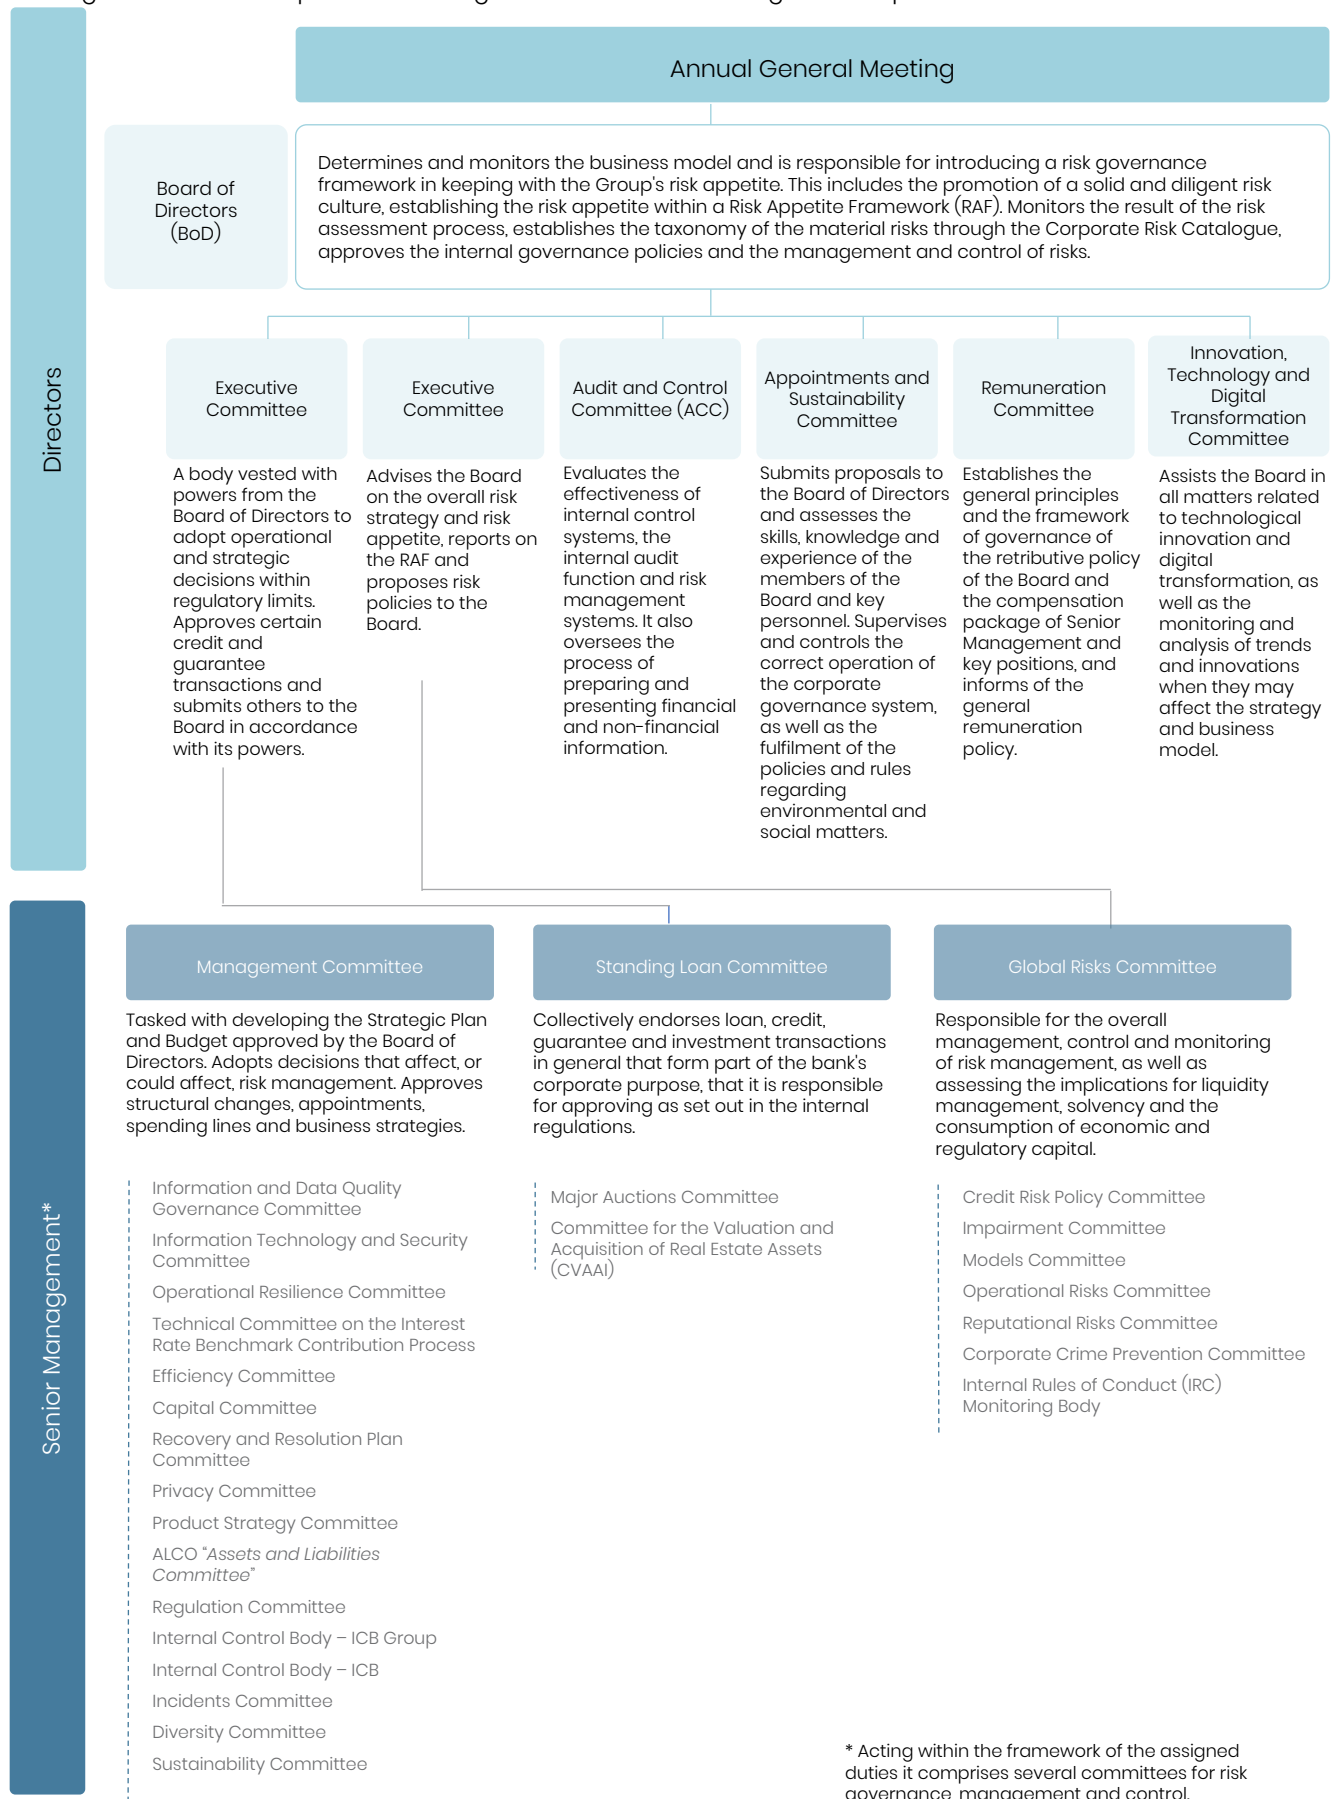 Annual General Meeting
Directors
Board of
Directors
(BoD)
Determines and monitors the business model and is responsible for introducing a risk governance
framework in keeping with the Group's risk appetite. This includes the promotion of a solid and diligent risk
culture, establishing the risk appetite within a Risk Appetite Framework (RAF). Monitors the result of the risk
assessment process, establishes the taxonomy of the material risks through the Corporate Risk Catalogue,
approves the internal governance policies and the management and control of risks.
Executive
Committee
A body vested with
powers from the
Board of Directors to
adopt operational
and strategic
decisions within
regulatory limits.
Approves certain
credit and
guarantee
transactions and
submits others to the
Board in accordance
with its powers.
Executive
Committee
Advises the Board
on the overall risk
strategy and risk
appetite, reports on
the RAF and
proposes risk
policies to the
Board.
Audit and Control
Committee (ACC)
Evaluates the
effectiveness of
internal control
systems, the
internal audit
function and risk
management
systems. It also
oversees the
process of
preparing and
presenting financial
and non-financial
information.
Appointments and
Sustainability
Committee
Submits proposals to
the Board of Directors
and assesses the
skills, knowledge and
experience of the
members of the
Board and key
personnel. Supervises
and controls the
correct operation of
the corporate
governance system,
as well as the
fulfilment of the
policies and rules
regarding
environmental and
social matters.
Remuneration
Committee
Establishes the
general principles
and the framework
of governance of
the retributive policy
of the Board and
the compensation
package of Senior
Management and
key positions, and
informs of the
general
remuneration
policy.
Innovation,
Technology and
Digital
Transformation
Committee
Assists the Board in
all matters related
to technological
innovation and
digital
transformation, as
well as the
monitoring and
analysis of trends
and innovations
when they may
affect the strategy
and business
model.
Senior Management*
Management Committee
Tasked with developing the Strategic Plan
and Budget approved by the Board of
Directors. Adopts decisions that affect, or
could affect, risk management. Approves
structural changes, appointments,
spending lines and business strategies.
Information and Data Quality
Governance Committee
Information Technology and Security
Committee
Operational Resilience Committee
Technical Committee on the Interest
Rate Benchmark Contribution Process
Efficiency Committee
Capital Committee
Recovery and Resolution Plan
Committee
Privacy Committee
Product Strategy Committee
ALCO "Assets and Liabilities
Committee"
Regulation Committee
Internal Control Body – ICB Group
Internal Control Body – ICB
Incidents Committee
Diversity Committee
Sustainability Committee
Standing Loan Committee
Collectively endorses loan, credit,
guarantee and investment transactions
in general that form part of the bank's
corporate purpose, that it is responsible
for approving as set out in the internal
regulations.
Major Auctions Committee
Committee for the Valuation and
Acquisition of Real Estate Assets
(CVAAI)
Global Risks Committee
Responsible for the overall
management, control and monitoring
of risk management, as well as
assessing the implications for liquidity
management, solvency and the
consumption of economic and
regulatory capital.
Credit Risk Policy Committee
Impairment Committee
Models Committee
Operational Risks Committee
Reputational Risks Committee
Corporate Crime Prevention Committee
Internal Rules of Conduct (IRC)
Monitoring Body
* Acting within the framework of the assigned
duties it comprises several committees for risk
governance, management and control.